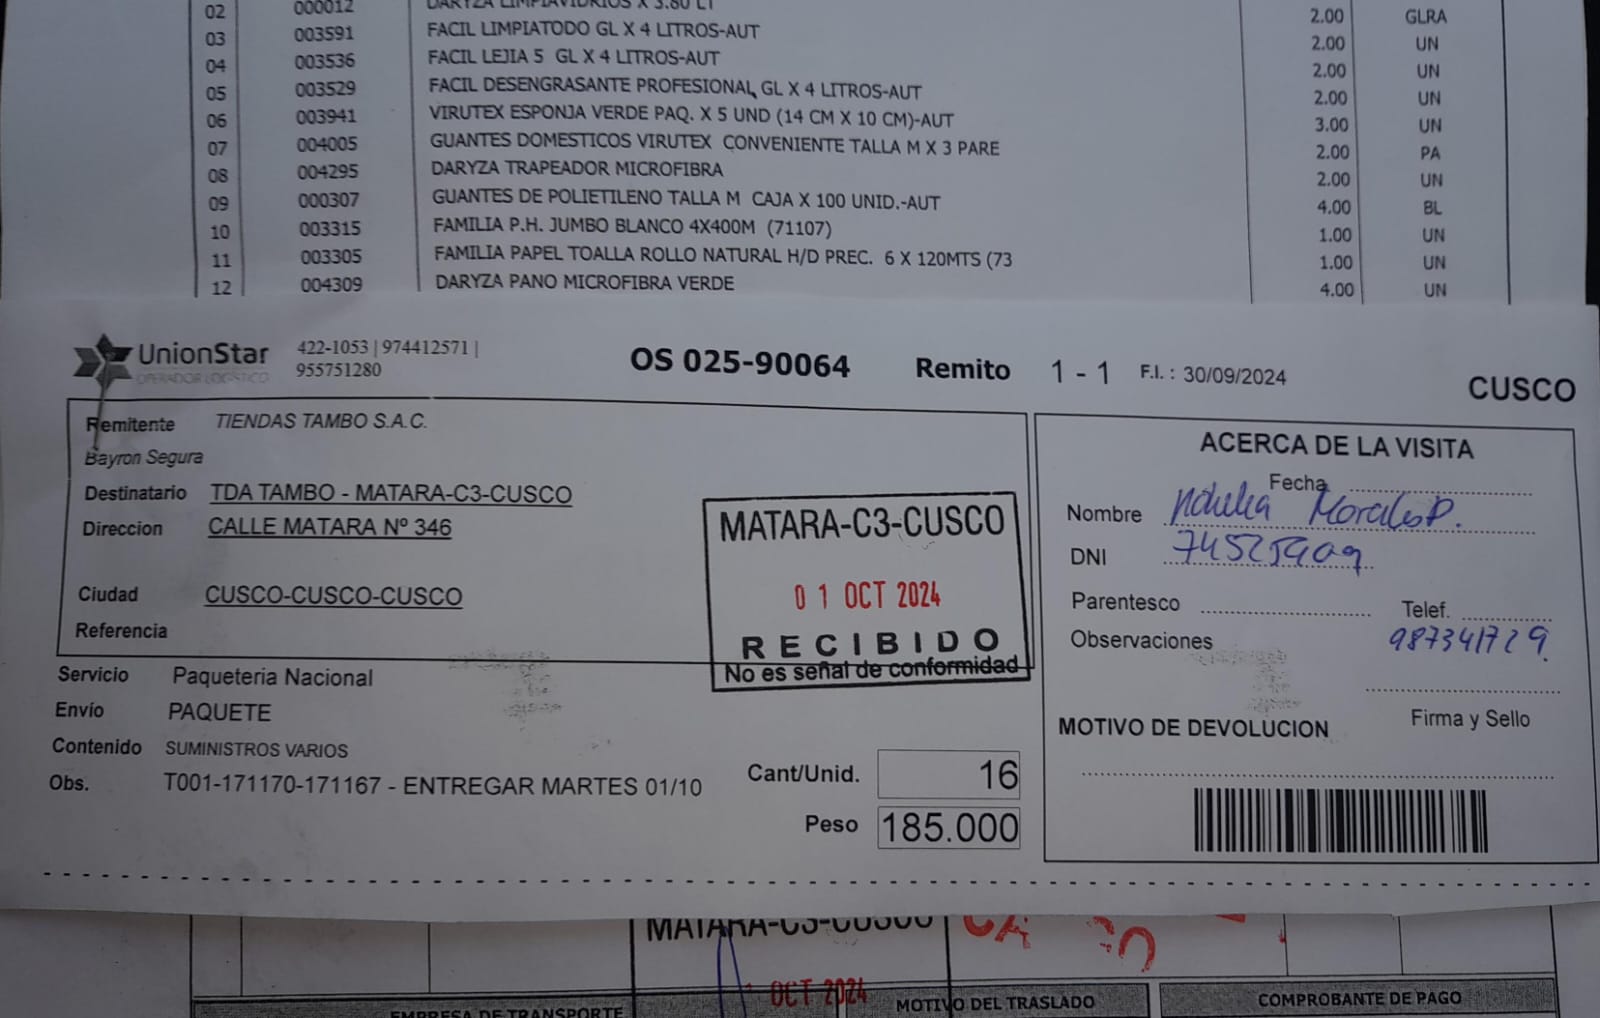 02 000012 DARYZA LIMPIAVIDRIOS X 3.80 LT 2.00 GLRA
03 003591 FACIL LIMPIATODO GL X 4 LITROS-AUT 2.00 UN
04 003536 FACIL LEJIA 5 GL X 4 LITROS-AUT 2.00 UN
05 003529 FACIL DESENGRASANTE PROFESIONAL GL X 4 LITROS-AUT 2.00 UN
06 003941 VIRUTEX ESPONJA VERDE PAQ. X 5 UND (14 CM X 10 CM)-AUT 3.00 UN
07 004005 GUANTES DOMESTICOS VIRUTEX CONVENIENTE TALLA M X 3 PARE 2.00 PA
08 004295 DARYZA TRAPEADOR MICROFIBRA 2.00 UN
09 000307 GUANTES DE POLIETILENO TALLA M CAJA X 100 UNID.-AUT 4.00 BL
10 003315 FAMILIA P.H. JUMBO BLANCO 4X400M (71107) 1.00 UN
11 003305 FAMILIA PAPEL TOALLA ROLLO NATURAL H/D PREC. 6 X 120MTS (73 1.00 UN
12 004309 DARYZA PANO MICROFIBRA VERDE 4.00 UN
UnionStar
OPERADOR LOGISTICO
422-1053 | 974412571 |
955751280
OS 025-90064 Remito 1 - 1 F.I. : 30/09/2024
CUSCO
Remitente TIENDAS TAMBO S.A.C.
Bayron Segura
Destinatario TDA TAMBO - MATARA-C3-CUSCO
Direccion CALLE MATARA Nº 346
Ciudad CUSCO-CUSCO-CUSCO
Referencia
MATARA-C3-CUSCO
01 OCT 2024
RECIBIDO
No es señal de conformidad
Servicio Paqueteria Nacional
Envío PAQUETE
Contenido SUMINISTROS VARIOS
Obs. T001-171170-171167 - ENTREGAR MARTES 01/10
Cant/Unid. 16
Peso 185.000
ACERCA DE LA VISITA
Fecha
Nombre Morales P.
DNI 74525909
Parentesco
Telef.
Observaciones 987341729
Firma y Sello
MOTIVO DE DEVOLUCION
MATARA-C3-CUSCO
OCT 2024
EMPRESA DE TRANSPORTE
MOTIVO DEL TRASLADO
COMPROBANTE DE PAGO